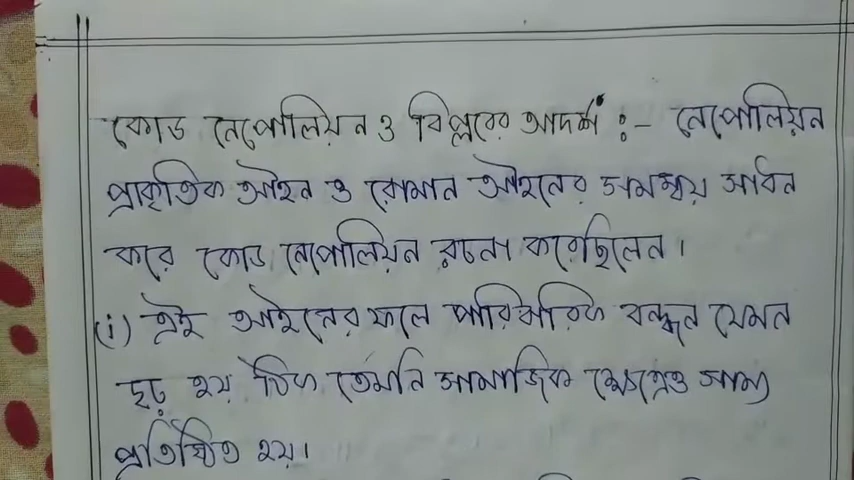 কোড নেপোলিয়ন ও বিপ্লবের আদর্শ :- নেপোলিয়ন
প্রাকৃতিক আইন ও রোমান আইনের সমন্বয় সাধন
করে কোড নেপোলিয়ন রচনা করেছিলেন।
(i) এই আইনের ফলে পারিবারিক বন্ধন যেমন
দৃঢ় হয় ঠিক তেমনি সামাজিক ক্ষেত্রেও সাম্য
প্রতিষ্ঠিত হয়।